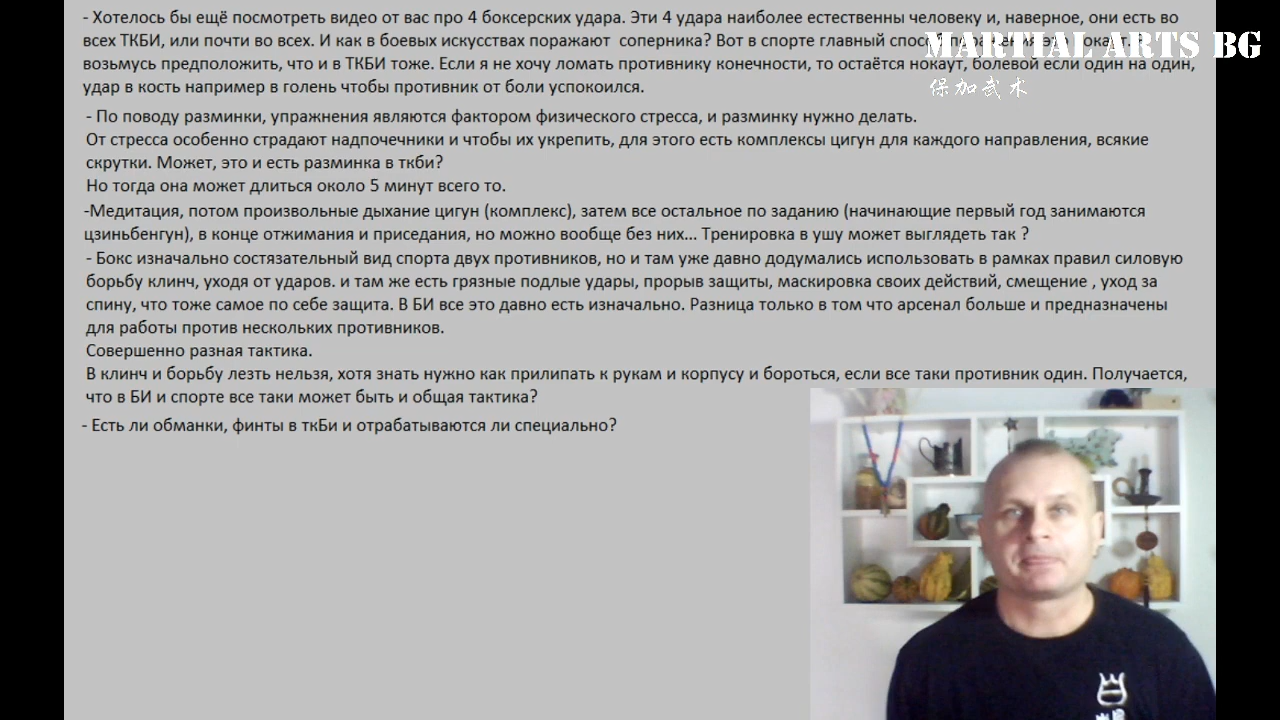 - Хотелось бы ещё посмотреть видео от вас про 4 боксерских удара. Эти 4 удара наиболее естественны человеку и, наверное, они есть во
всех ТКБИ, или почти во всех. И как в боевых искусствах поражают соперника? Вот в спорте главный
возьмусь предположить, что и в ТКБИ тоже. Если я не хочу ломать противнику конечности, то остаётся нокаут, болевой если один на один,
удар в кость например в голень чтобы противник от боли успокоился.
MARTIAL ARTS BG
保加武术
- По поводу разминки, упражнения являются фактором физического стресса, и разминку нужно делать.
От стресса особенно страдают надпочечники и чтобы их укрепить, для этого есть комплексы цигун для каждого направления, всякие
скрутки. Может, это и есть разминка в ткби?
Но тогда она может длиться около 5 минут всего то.
-Медитация, потом произвольные дыхание цигун (комплекс), затем все остальное по заданию (начинающие первый год занимаются
цзиньбенгун), в конце отжимания и приседания, но можно вообще без них... Тренировка в ушу может выглядеть так ?
- Бокс изначально состязательный вид спорта двух противников, но и там уже давно додумались использовать в рамках правил силовую
борьбу клинч, уходя от ударов. и там же есть грязные подлые удары, прорыв защиты, маскировка своих действий, смещение , уход за
спину, что тоже самое по себе защита. В БИ все это давно есть изначально. Разница только в том что арсенал больше и предназначены
для работы против нескольких противников.
Совершенно разная тактика.
В клинч и борьбу лезть нельзя, хотя знать нужно как прилипать к рукам и корпусу и бороться, если все таки противник один. Получается,
что в БИ и спорте все таки может быть и общая тактика?
- Есть ли обманки, финты в ткБи и отрабатываются ли специально?